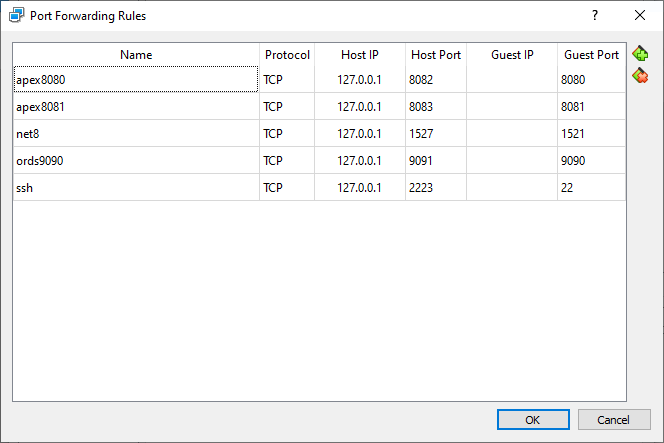 Port Forwarding Rules ?
Name Protocol Host IP Host Port Guest IP Guest Port
apex8080 TCP 127.0.0.1 8082 8080
apex8081 TCP 127.0.0.1 8083 8081
net8 TCP 127.0.0.1 1527 1521
ords9090 TCP 127.0.0.1 9091 9090
ssh TCP 127.0.0.1 2223 22
OK Cancel